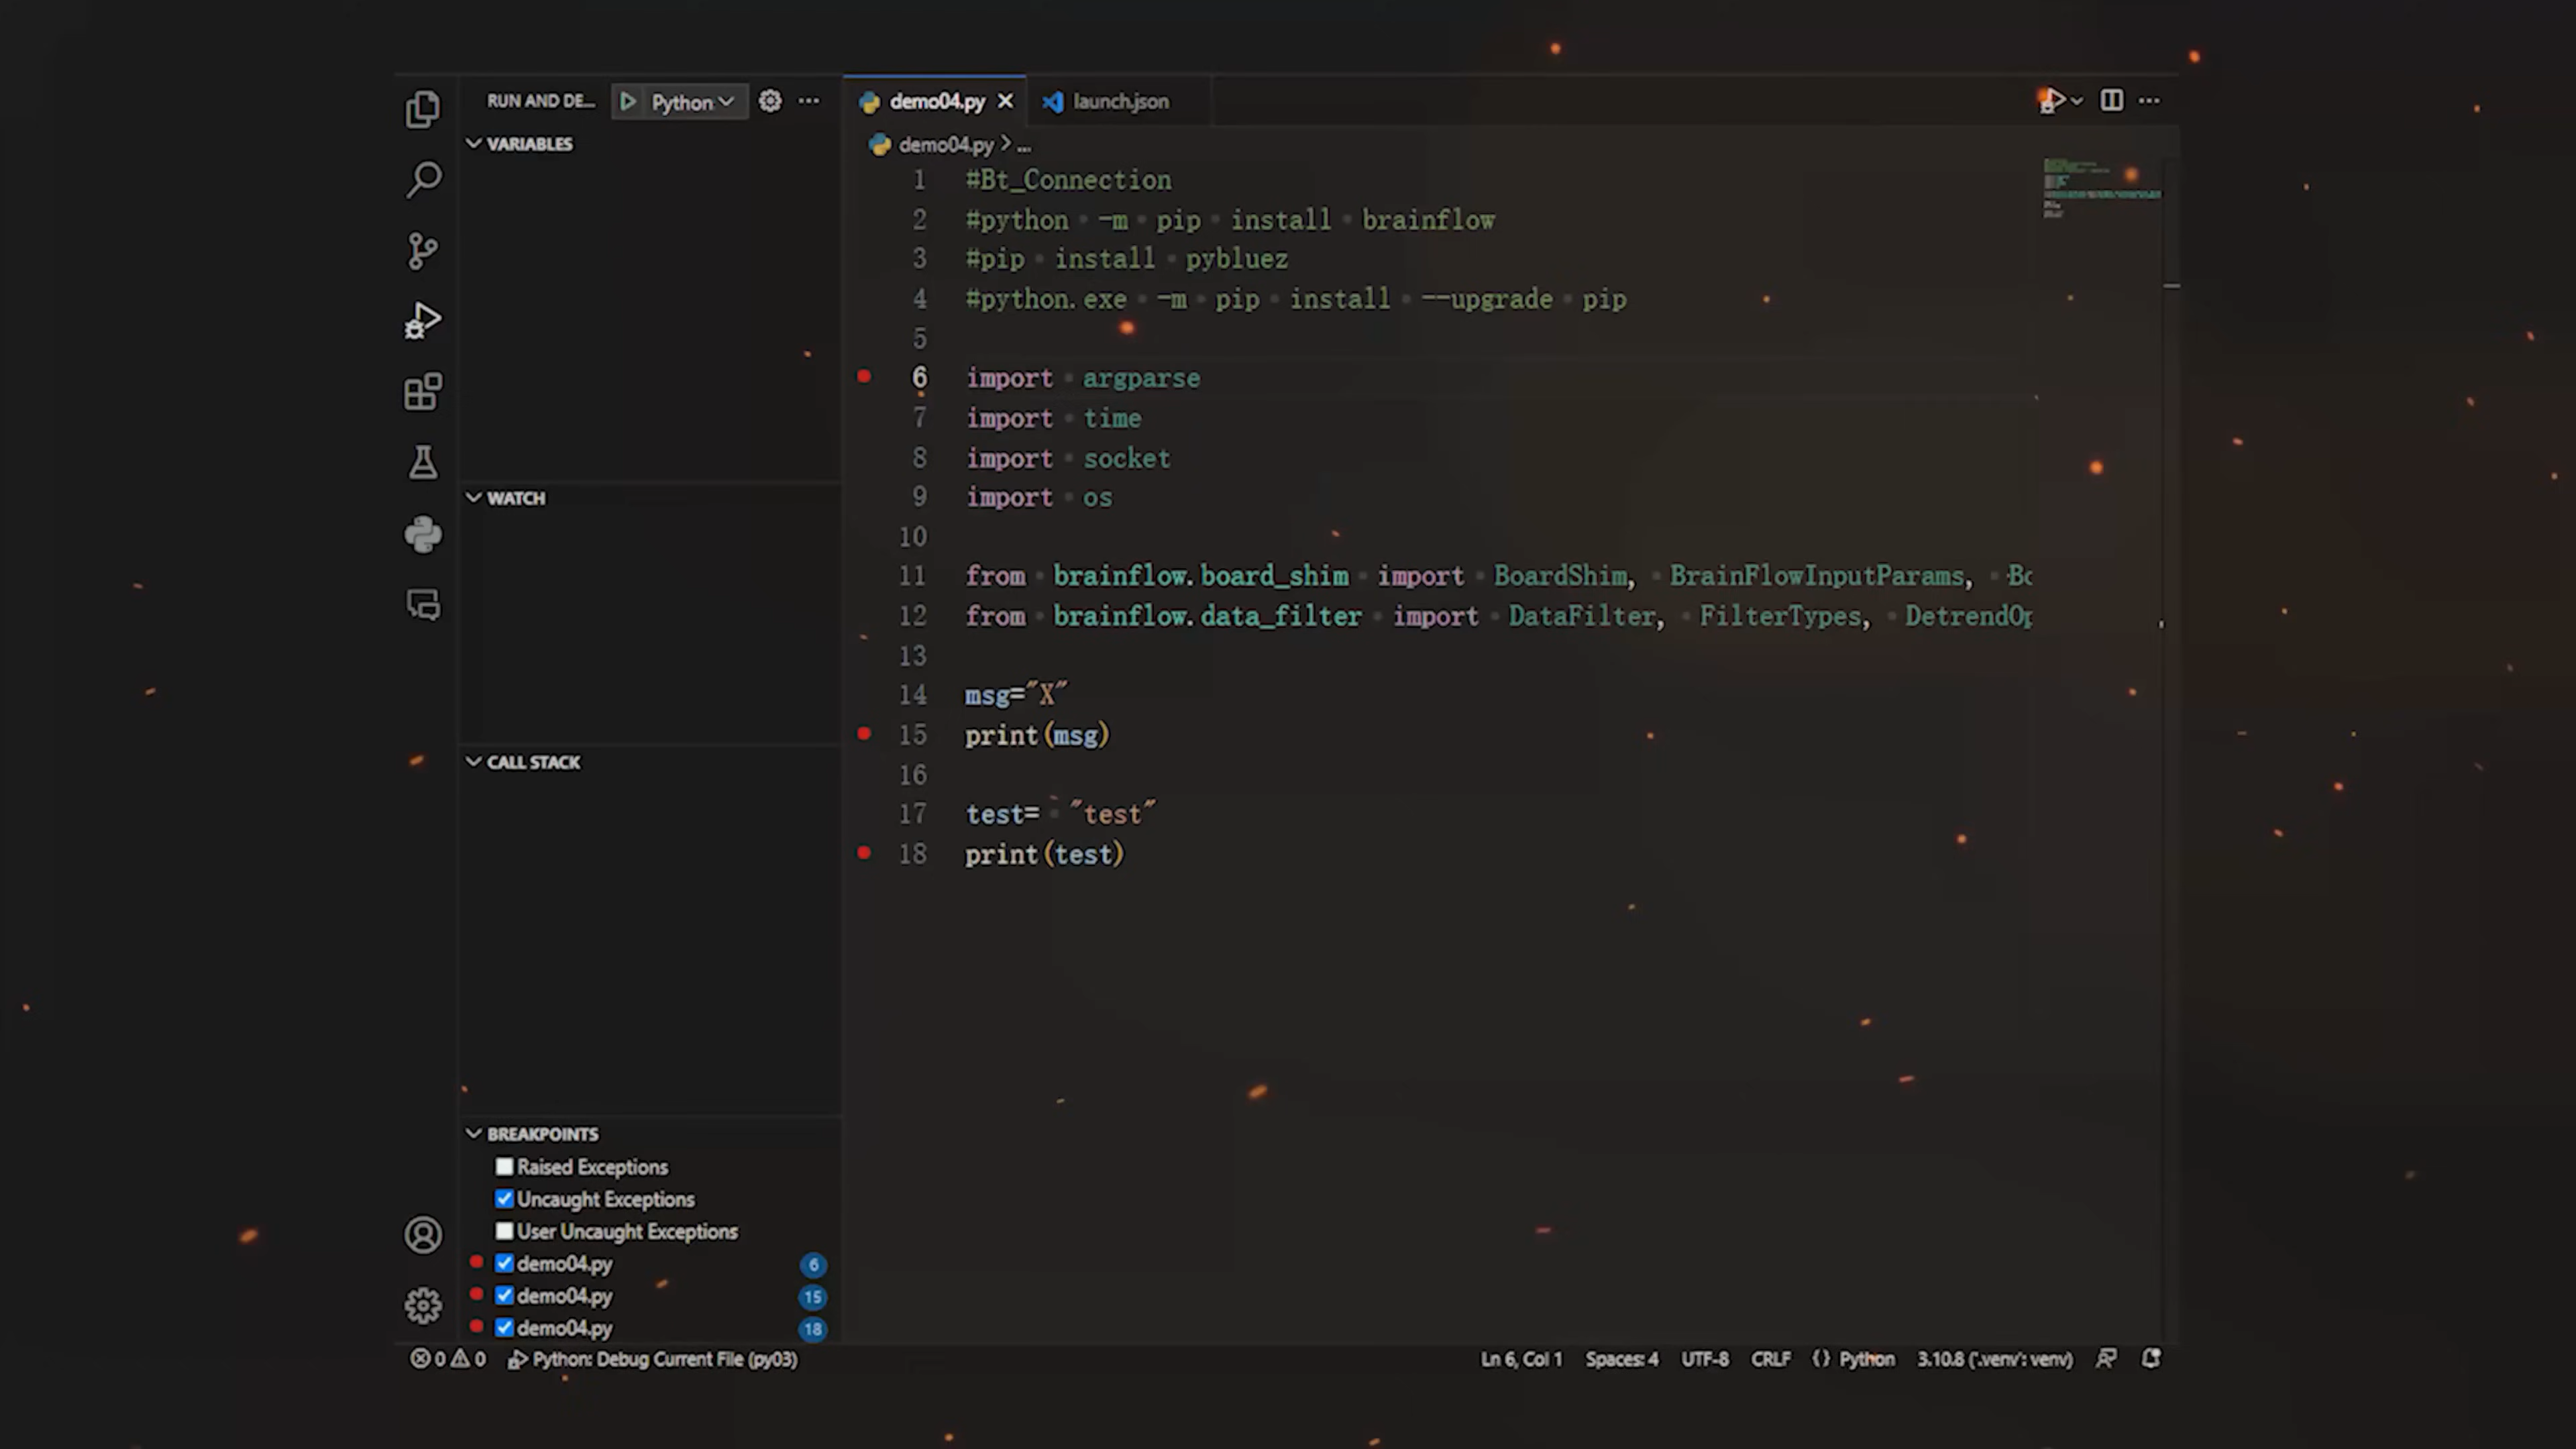 RUN AND DE... Python
VARIABLES
WATCH
CALL STACK
BREAKPOINTS
Raised Exceptions
Uncaught Exceptions
User Uncaught Exceptions
demo04.py 6
demo04.py 15
demo04.py 18
demo04.py launch.json
demo04.py > ...
1 #Bt_Connection
2 #python -m pip install brainflow
3 #pip install pybluez
4 #python.exe -m pip install --upgrade pip
5
6 import argparse
7 import time
8 import socket
9 import os
10
11 from brainflow.board_shim import BoardShim, BrainFlowInputParams, Bo
12 from brainflow.data_filter import DataFilter, FilterTypes, DetrendOp
13
14 msg="X"
15 print(msg)
16
17 test= "test"
18 print(test)
0 0 Python: Debug Current File (py03) Ln 6, Col 1 Spaces: 4 UTF-8 CRLF {} Python 3.10.8 ('.venv': venv)